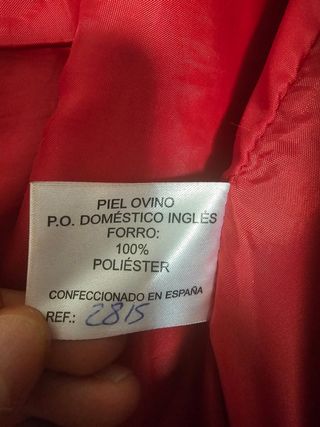 PIEL OVINO
P.O. DOMÉSTICO INGLÉS
FORRO:
100%
POLIÉSTER
CONFECCIONADO EN ESPAÑA
REF.: 2815